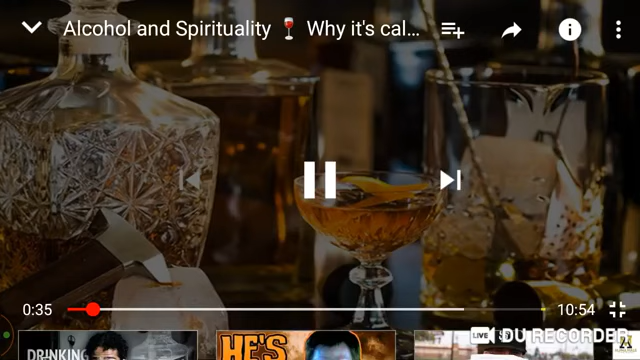 Alcohol and Spirituality 🍷 Why it's cal...
0:35
10:54
LIVE
DU RECORDER
DRINKING
HE'S